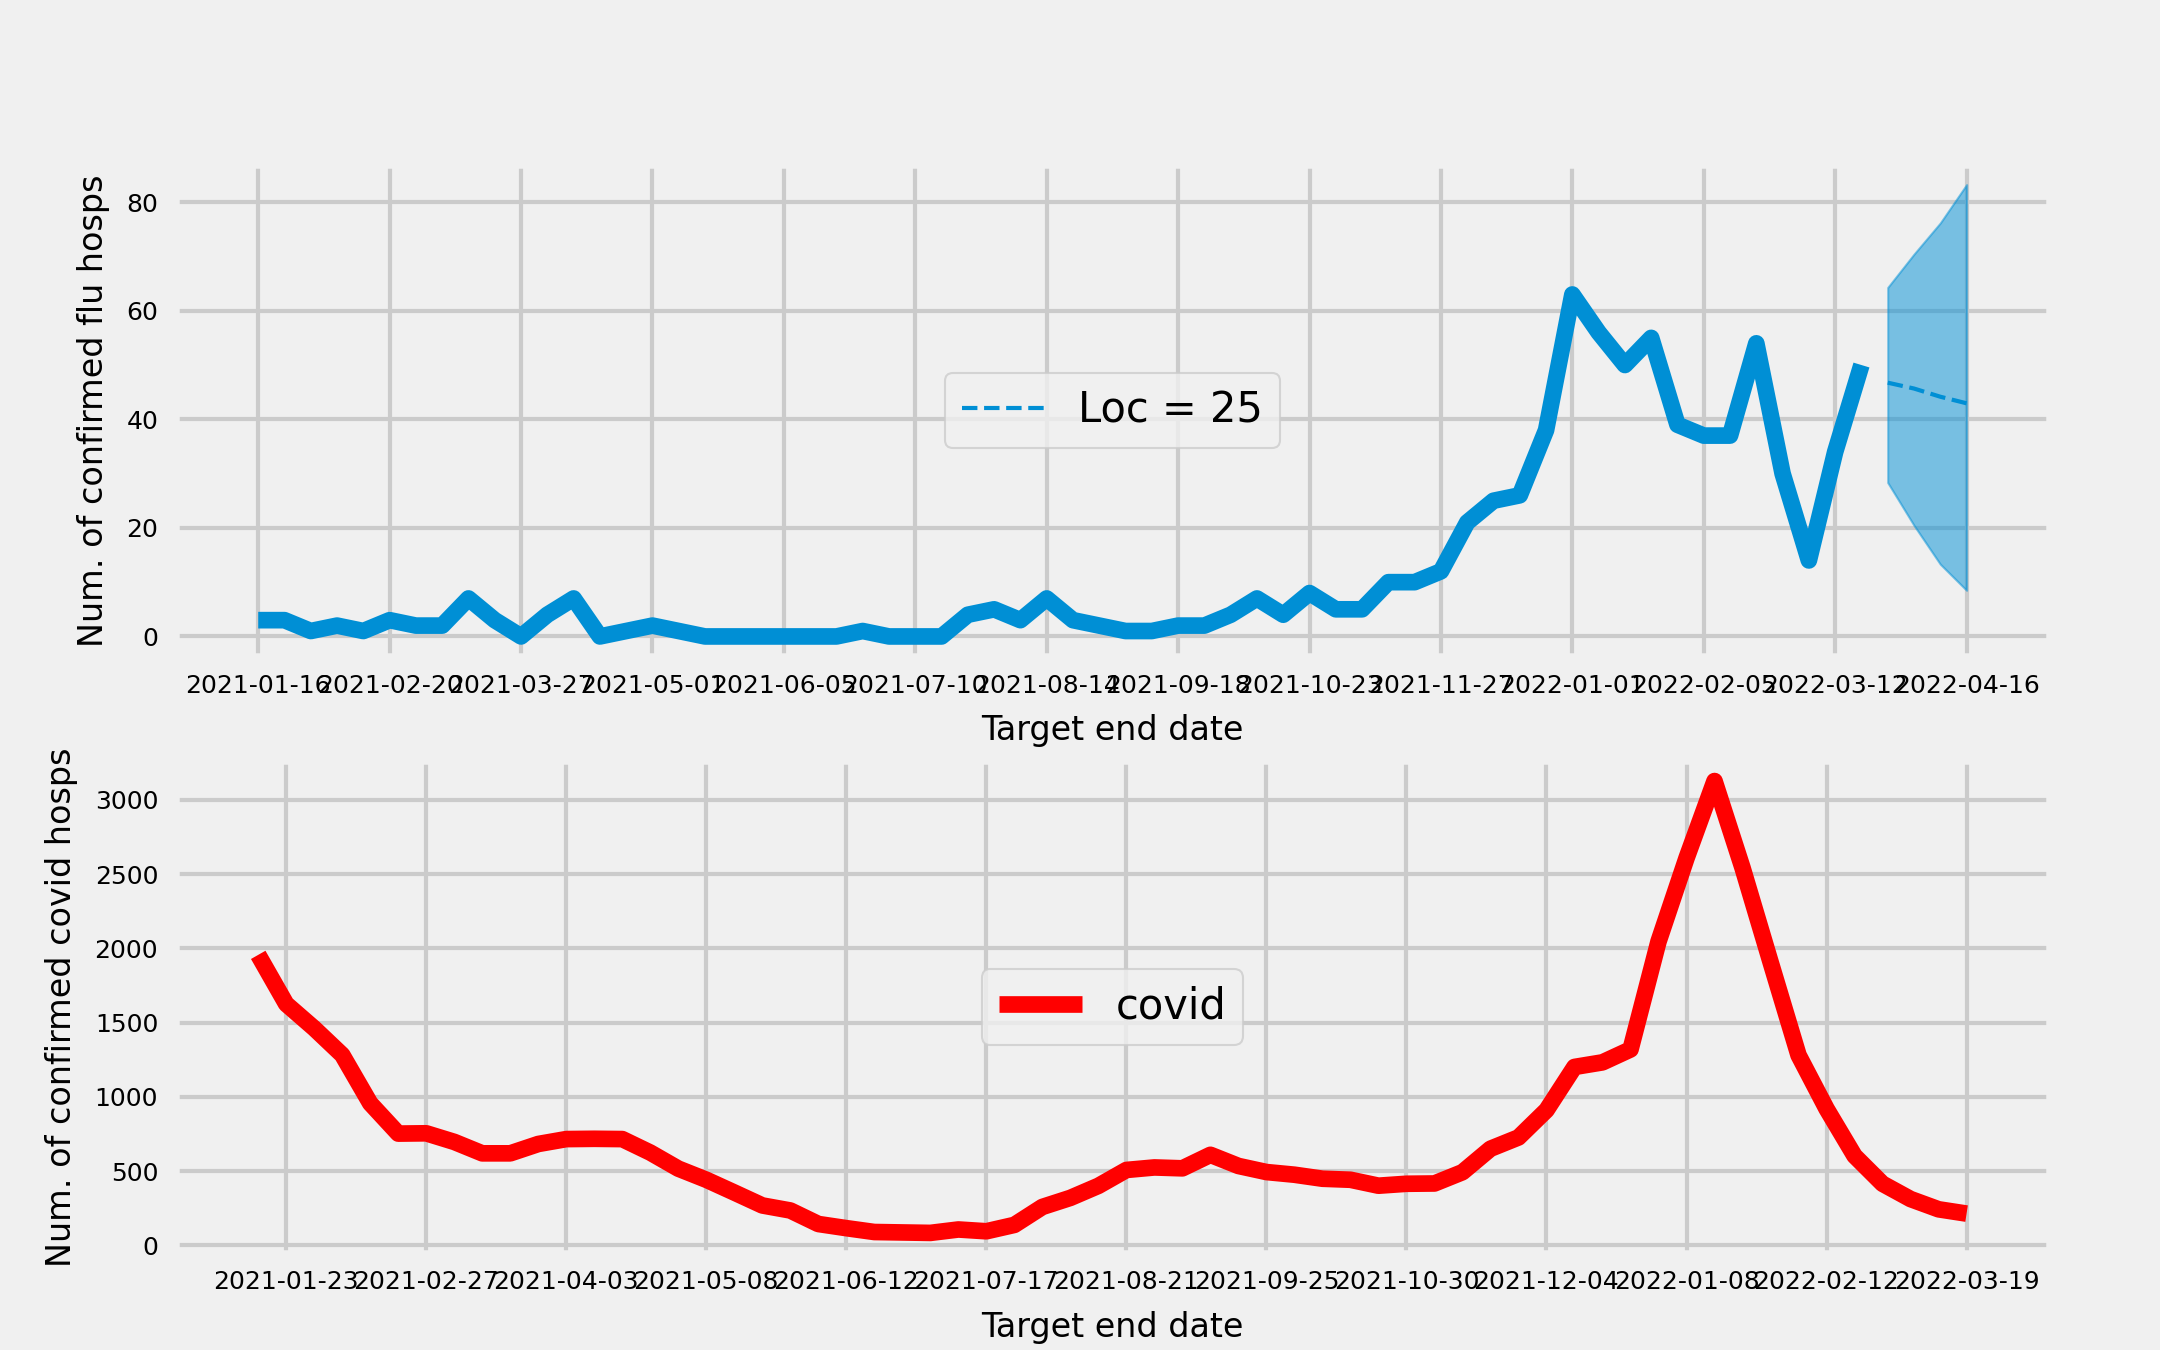 Num. of confirmed flu hosps
80
60
40
20
0
Loc = 25
2021-01-16 2021-02-20 2021-03-27 2021-05-01 2021-06-05 2021-07-10 2021-08-14 2021-09-18 2021-10-23 2021-11-27 2022-01-01 2022-02-05 2022-03-12 2022-04-16
Target end date
Num. of confirmed covid hosps
3000
2500
2000
1500
1000
500
0
covid
2021-01-23 2021-02-27 2021-04-03 2021-05-08 2021-06-12 2021-07-17 2021-08-21 2021-09-25 2021-10-30 2021-12-04 2022-01-08 2022-02-12 2022-03-19
Target end date